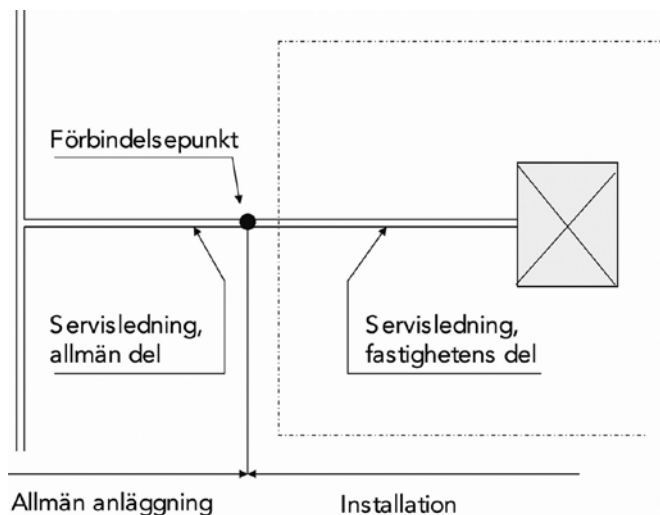 Förbindelsepunkt
Servisledning,
allmän del
Servisledning,
fastighetens del
Allmän anläggning
Installation